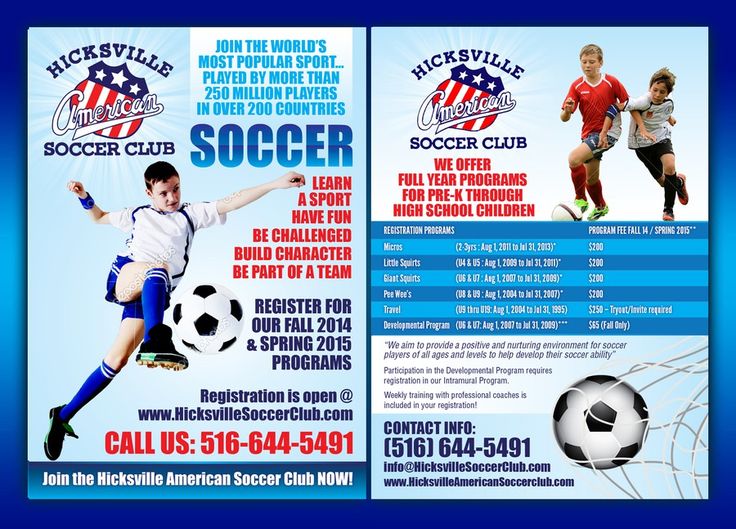 HICKSVILLE
American
SOCCER CLUB
JOIN THE WORLD'S
MOST POPULAR SPORT...
PLAYED BY MORE THAN
250 MILLION PLAYERS
IN OVER 200 COUNTRIES
SOCCER
LEARN
A SPORT
HAVE FUN
BE CHALLENGED
BUILD CHARACTER
BE PART OF A TEAM
REGISTER FOR
OUR FALL 2014
& SPRING 2015
PROGRAMS
Registration is open @
www.HicksvilleSoccerClub.com
CALL US: 516-644-5491
Join the Hicksville American Soccer Club NOW!
HICKSVILLE
American
SOCCER CLUB
WE OFFER
FULL YEAR PROGRAMS
FOR PRE-K THROUGH
HIGH SCHOOL CHILDREN
REGISTRATION PROGRAMS PROGRAM FEE FALL 14 / SPRING 2015**
Micros (2-3yrs : Aug 1, 2011 to Jul 31, 2013)* $200
Little Squirts (U4 & U5 : Aug 1, 2009 to Jul 31, 2011)* $200
Giant Squirts (U6 & U7 : Aug 1, 2007 to Jul 31, 2009)* $200
Pee Wee's (U8 & U9 : Aug 1, 2004 to Jul 31, 2007)* $200
Travel (U9 thru U19: Aug 1, 2004 to Jul 31, 1995) $250 – Tryout/Invite required
Developmental Program (U6 & U7: Aug 1, 2007 to Jul 31, 2009)*** $65 (Fall Only)
"We aim to provide a positive and nurturing environment for soccer
players of all ages and levels to help develop their soccer ability"
Participation in the Developmental Program requires
registration in our Intramural Program.
Weekly training with professional coaches is
included in your registration!
CONTACT INFO:
(516) 644-5491
info@HicksvilleSoccerClub.com
www.HicksvilleAmericanSoccerclub.com